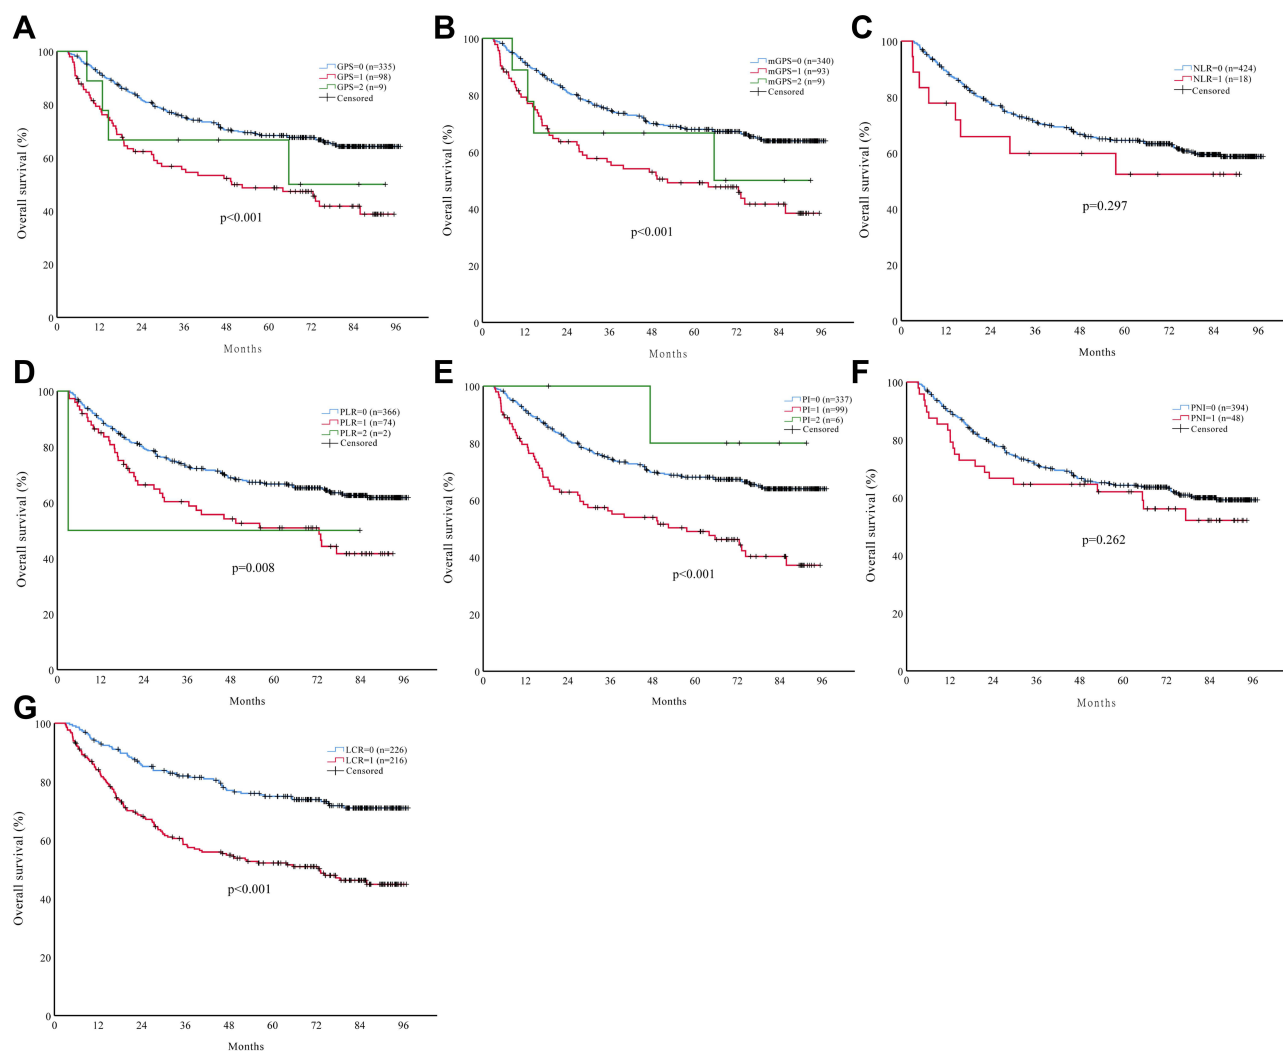 A
100
80
60
40
20
0
0 12 24 36 48 60 72 84 96
Overall survival (%)
Months
GPS=0 (n=335)
GPS=1 (n=98)
GPS=2 (n=9)
Censored
p<0.001
B
100
80
60
40
20
0
0 12 24 36 48 60 72 84 96
Overall survival (%)
Months
mGPS=0 (n=340)
mGPS=1 (n=93)
mGPS=2 (n=9)
Censored
p<0.001
C
100
80
60
40
20
0
0 12 24 36 48 60 72 84 96
Overall survival (%)
Months
NLR=0 (n=424)
NLR=1 (n=18)
Censored
p=0.297
D
100
80
60
40
20
0
0 12 24 36 48 60 72 84 96
Overall survival (%)
Months
PLR=0 (n=366)
PLR=1 (n=74)
PLR=2 (n=2)
Censored
p=0.008
E
100
80
60
40
20
0
0 12 24 36 48 60 72 84 96
Overall survival (%)
Months
PI=0 (n=337)
PI=1 (n=99)
PI=2 (n=6)
Censored
p<0.001
F
100
80
60
40
20
0
0 12 24 36 48 60 72 84 96
Overall survival (%)
Months
PNI=0 (n=394)
PNI=1 (n=48)
Censored
p=0.262
G
100
80
60
40
20
0
0 12 24 36 48 60 72 84 96
Overall survival (%)
Months
LCR=0 (n=226)
LCR=1 (n=216)
Censored
p<0.001